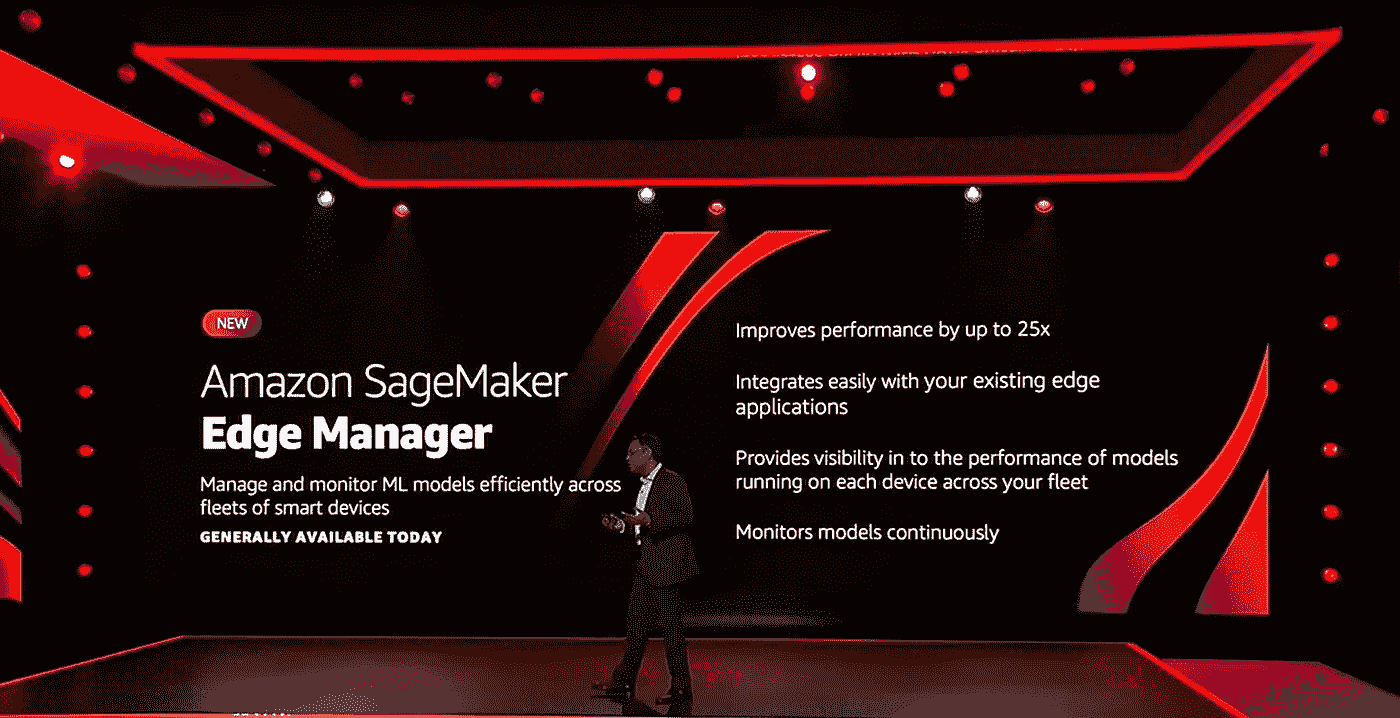 NEW
Amazon SageMaker
Edge Manager
Manage and monitor ML models efficiently across
fleets of smart devices
GENERALLY AVAILABLE TODAY
Improves performance by up to 25x
Integrates easily with your existing edge
applications
Provides visibility in to the performance of models
running on each device across your fleet
Monitors models continuously